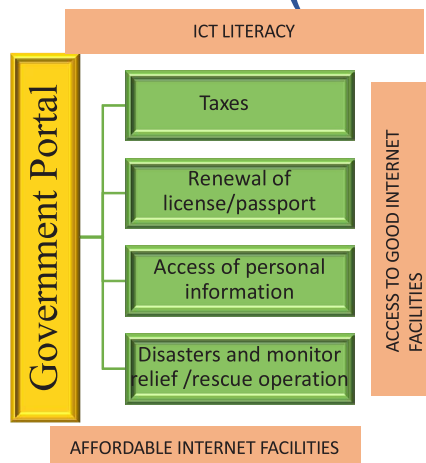 ICT LITERACY
Government Portal
Taxes
Renewal of
license/passport
Access of personal
information
Disasters and monitor
relief /rescue operation
ACCESS TO GOOD INTERNET
FACILITIES
AFFORDABLE INTERNET FACILITIES